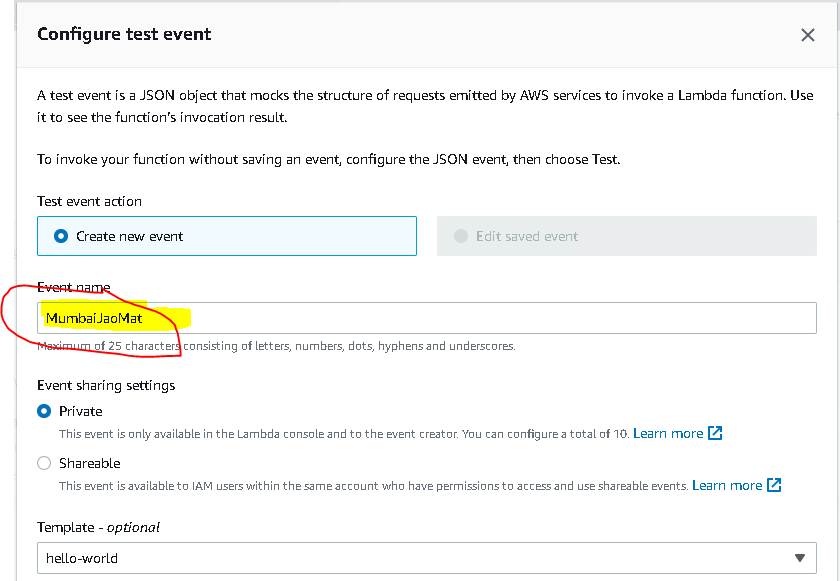 Configure test event
A test event is a JSON object that mocks the structure of requests emitted by AWS services to invoke a Lambda function. Use
it to see the function's invocation result.
To invoke your function without saving an event, configure the JSON event, then choose Test.
Test event action
Create new event
Edit saved event
Event name
MumbaiJaoMat
Maximum of 25 characters consisting of letters, numbers, dots, hyphens and underscores.
Event sharing settings
Private
This event is only available in the Lambda console and to the event creator. You can configure a total of 10. Learn more
Shareable
This event is available to IAM users within the same account who have permissions to access and use shareable events. Learn more
Template - optional
hello-world